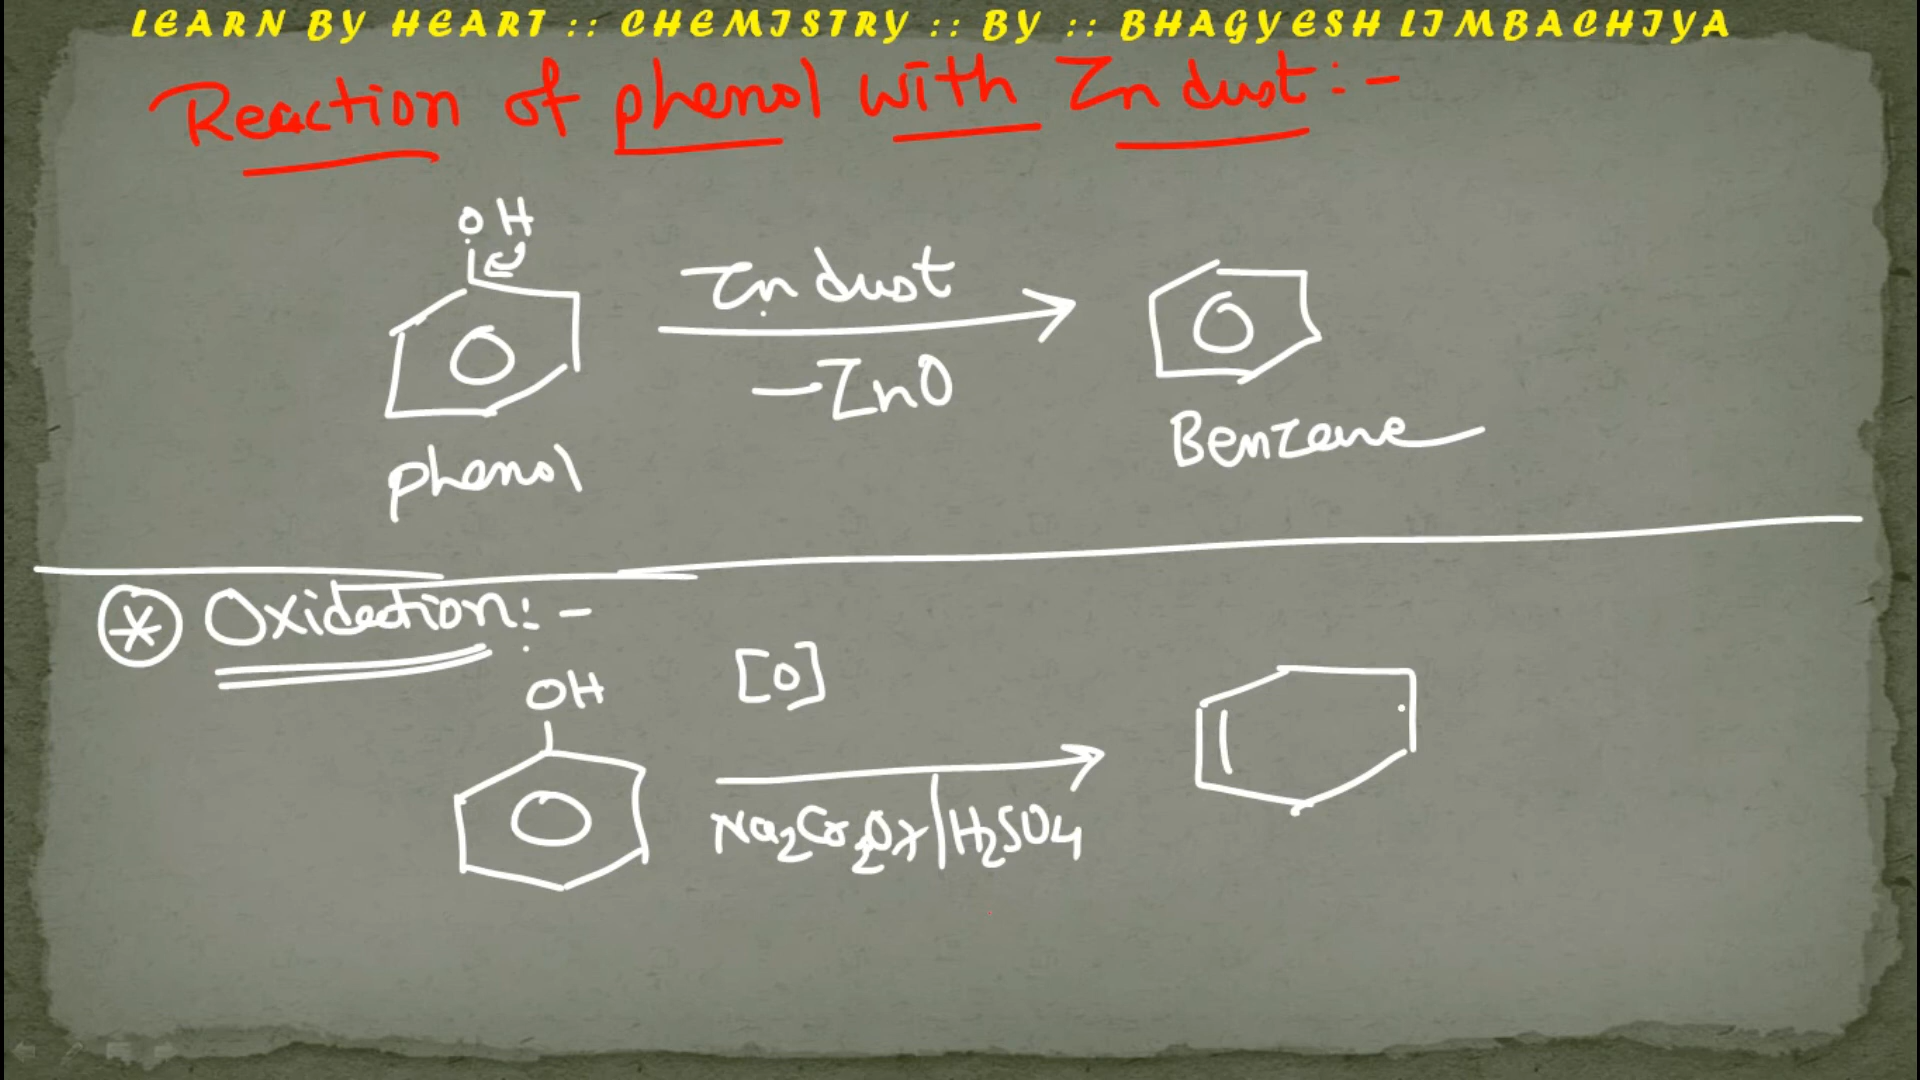 LEARN BY HEART :: CHEMISTRY :: BY :: BHAGYESH LIMBACHIYA
Reaction of phenol with Zn dust :-
OH
Zn dust
-ZnO
Benzene
phenol
* Oxidation :-
OH
[O]
Na2Cr2O7 | H2SO4